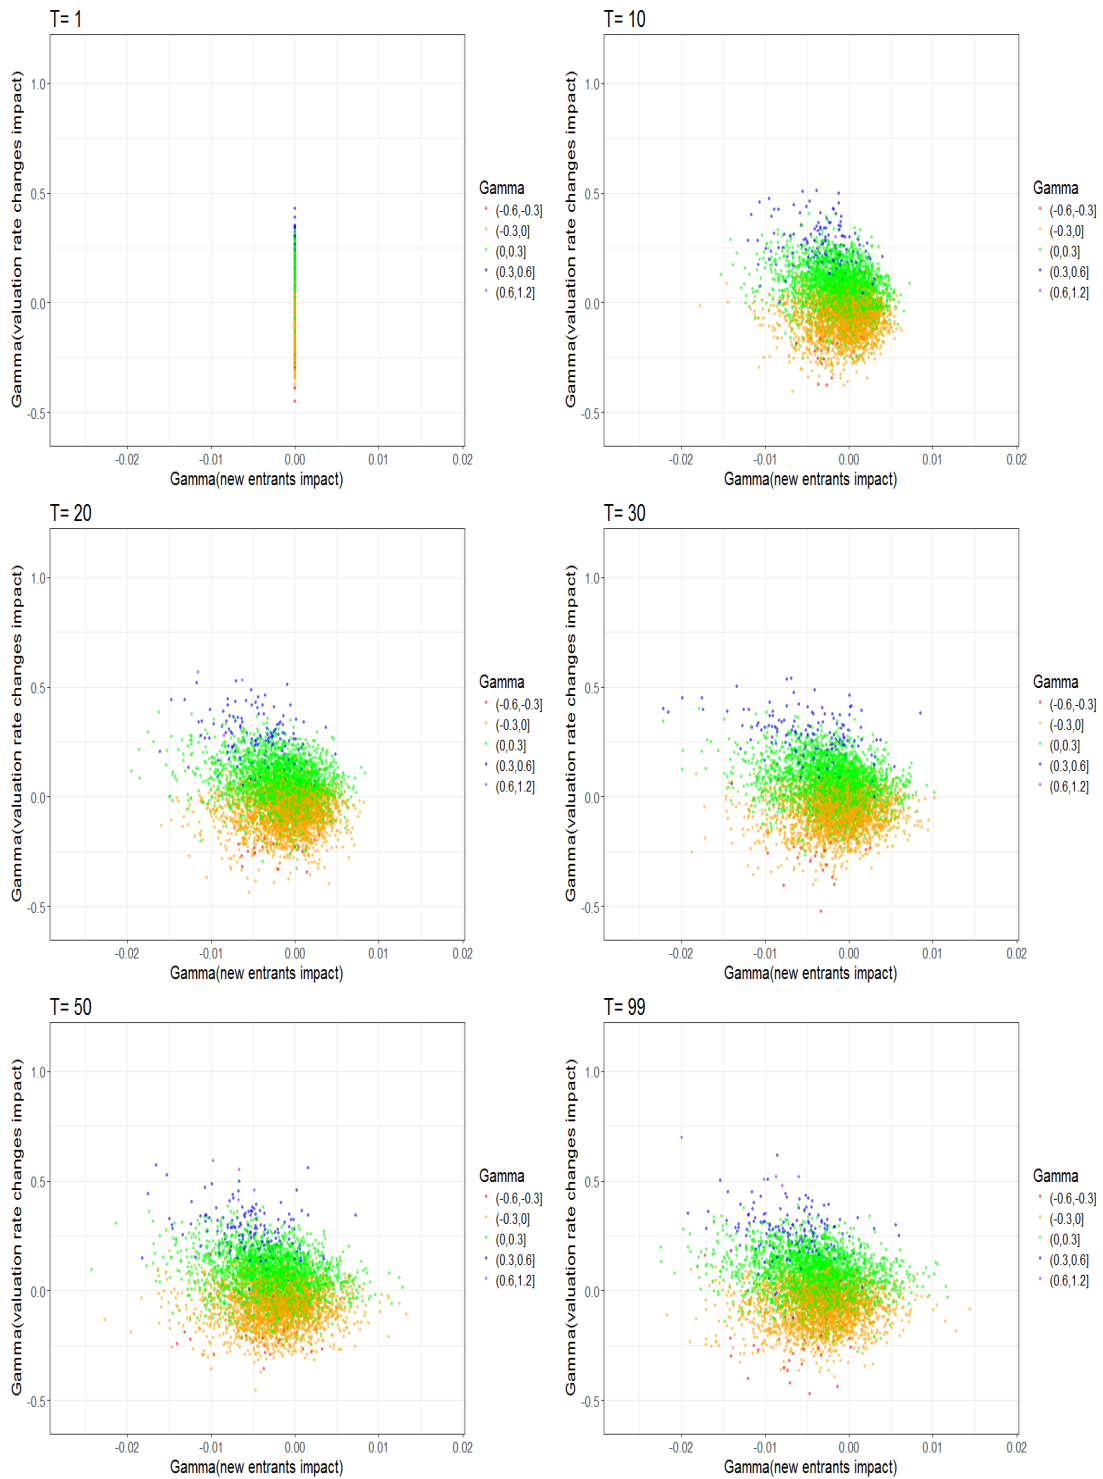 T= 1
Gamma(valuation rate changes impact)
1.0
0.5
0.0
-0.5
-0.02 -0.01 0.00 0.01 0.02
Gamma(new entrants impact)
Gamma
(-0.6,-0.3]
(-0.3,0]
(0,0.3]
(0.3,0.6]
(0.6,1.2]
T= 10
Gamma(valuation rate changes impact)
1.0
0.5
0.0
-0.5
-0.02 -0.01 0.00 0.01 0.02
Gamma(new entrants impact)
Gamma
(-0.6,-0.3]
(-0.3,0]
(0,0.3]
(0.3,0.6]
(0.6,1.2]
T= 20
Gamma(valuation rate changes impact)
1.0
0.5
0.0
-0.5
-0.02 -0.01 0.00 0.01 0.02
Gamma(new entrants impact)
Gamma
(-0.6,-0.3]
(-0.3,0]
(0,0.3]
(0.3,0.6]
(0.6,1.2]
T= 30
Gamma(valuation rate changes impact)
1.0
0.5
0.0
-0.5
-0.02 -0.01 0.00 0.01 0.02
Gamma(new entrants impact)
Gamma
(-0.6,-0.3]
(-0.3,0]
(0,0.3]
(0.3,0.6]
(0.6,1.2]
T= 50
Gamma(valuation rate changes impact)
1.0
0.5
0.0
-0.5
-0.02 -0.01 0.00 0.01 0.02
Gamma(new entrants impact)
Gamma
(-0.6,-0.3]
(-0.3,0]
(0,0.3]
(0.3,0.6]
(0.6,1.2]
T= 99
Gamma(valuation rate changes impact)
1.0
0.5
0.0
-0.5
-0.02 -0.01 0.00 0.01 0.02
Gamma(new entrants impact)
Gamma
(-0.6,-0.3]
(-0.3,0]
(0,0.3]
(0.3,0.6]
(0.6,1.2]